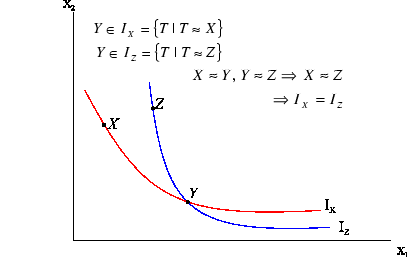 x₂
Y ∈ I_X = {T | T ≈ X}
Y ∈ I_Z = {T | T ≈ Z}
X ≈ Y, Y ≈ Z ⇒ X ≈ Z
⇒ I_X = I_Z
Z
X
Y
I_x
I_z
x₁